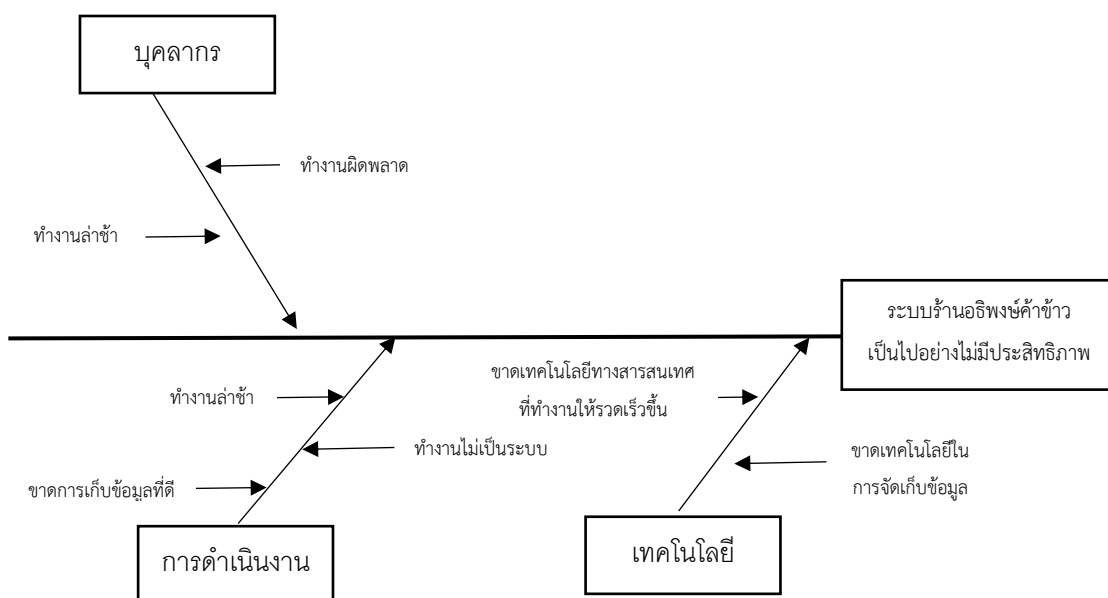 บุคลากร
ทำงานผิดพลาด
ทำงานล่าช้า
ระบบร้านอธิพงษ์ค้าข้าว
เป็นไปอย่างไม่มีประสิทธิภาพ
ขาดเทคโนโลยีทางสารสนเทศ
ที่ทำงานให้รวดเร็วขึ้น
ทำงานล่าช้า
ทำงานไม่เป็นระบบ
ขาดเทคโนโลยีใน
การจัดเก็บข้อมูล
ขาดการเก็บข้อมูลที่ดี
การดำเนินงาน
เทคโนโลยี